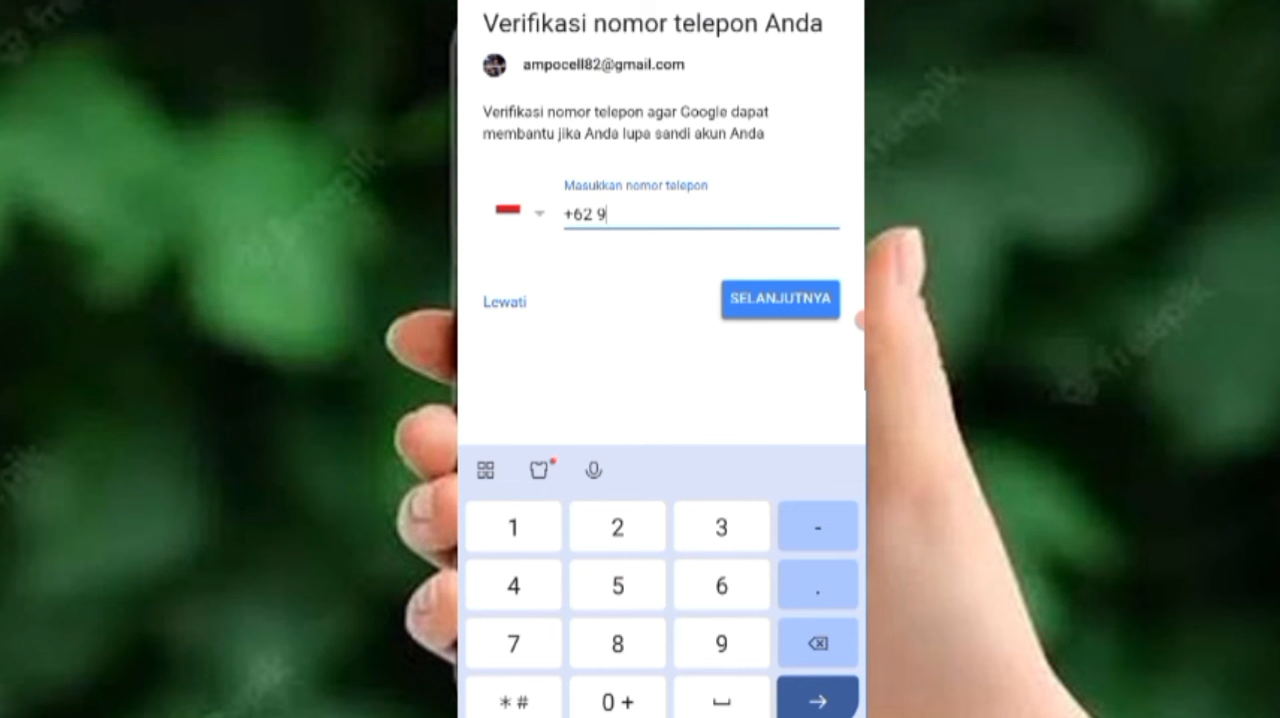 Verifikasi nomor telepon Anda
ampocell82@gmail.com
Verifikasi nomor telepon agar Google dapat
membantu jika Anda lupa sandi akun Anda
Masukkan nomor telepon
+62 9
Lewati
SELANJUTNYA
1 2 3 -
4 5 6 .
7 8 9
* # 0 +
freepik